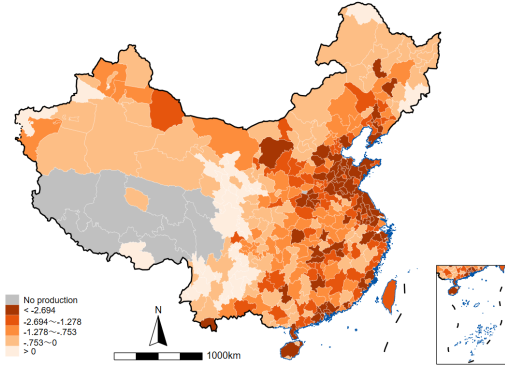 No production
< -2.694
-2.694～-1.278
-1.278～-.753
-.753～0
> 0
N
1000km